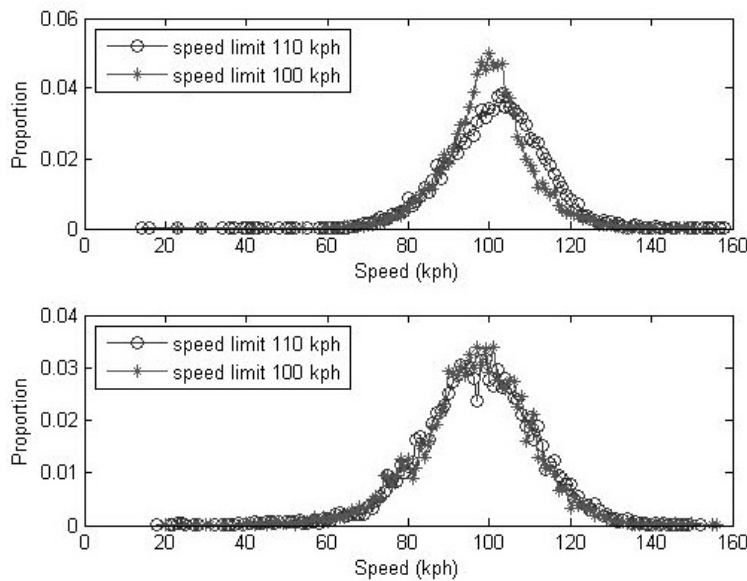 0.06
speed limit 110 kph
speed limit 100 kph
0.04
Proportion
0.02
0
0 20 40 60 80 100 120 140 160
Speed (kph)
0.04
speed limit 110 kph
speed limit 100 kph
0.03
Proportion
0.02
0.01
0
0 20 40 60 80 100 120 140 160
Speed (kph)